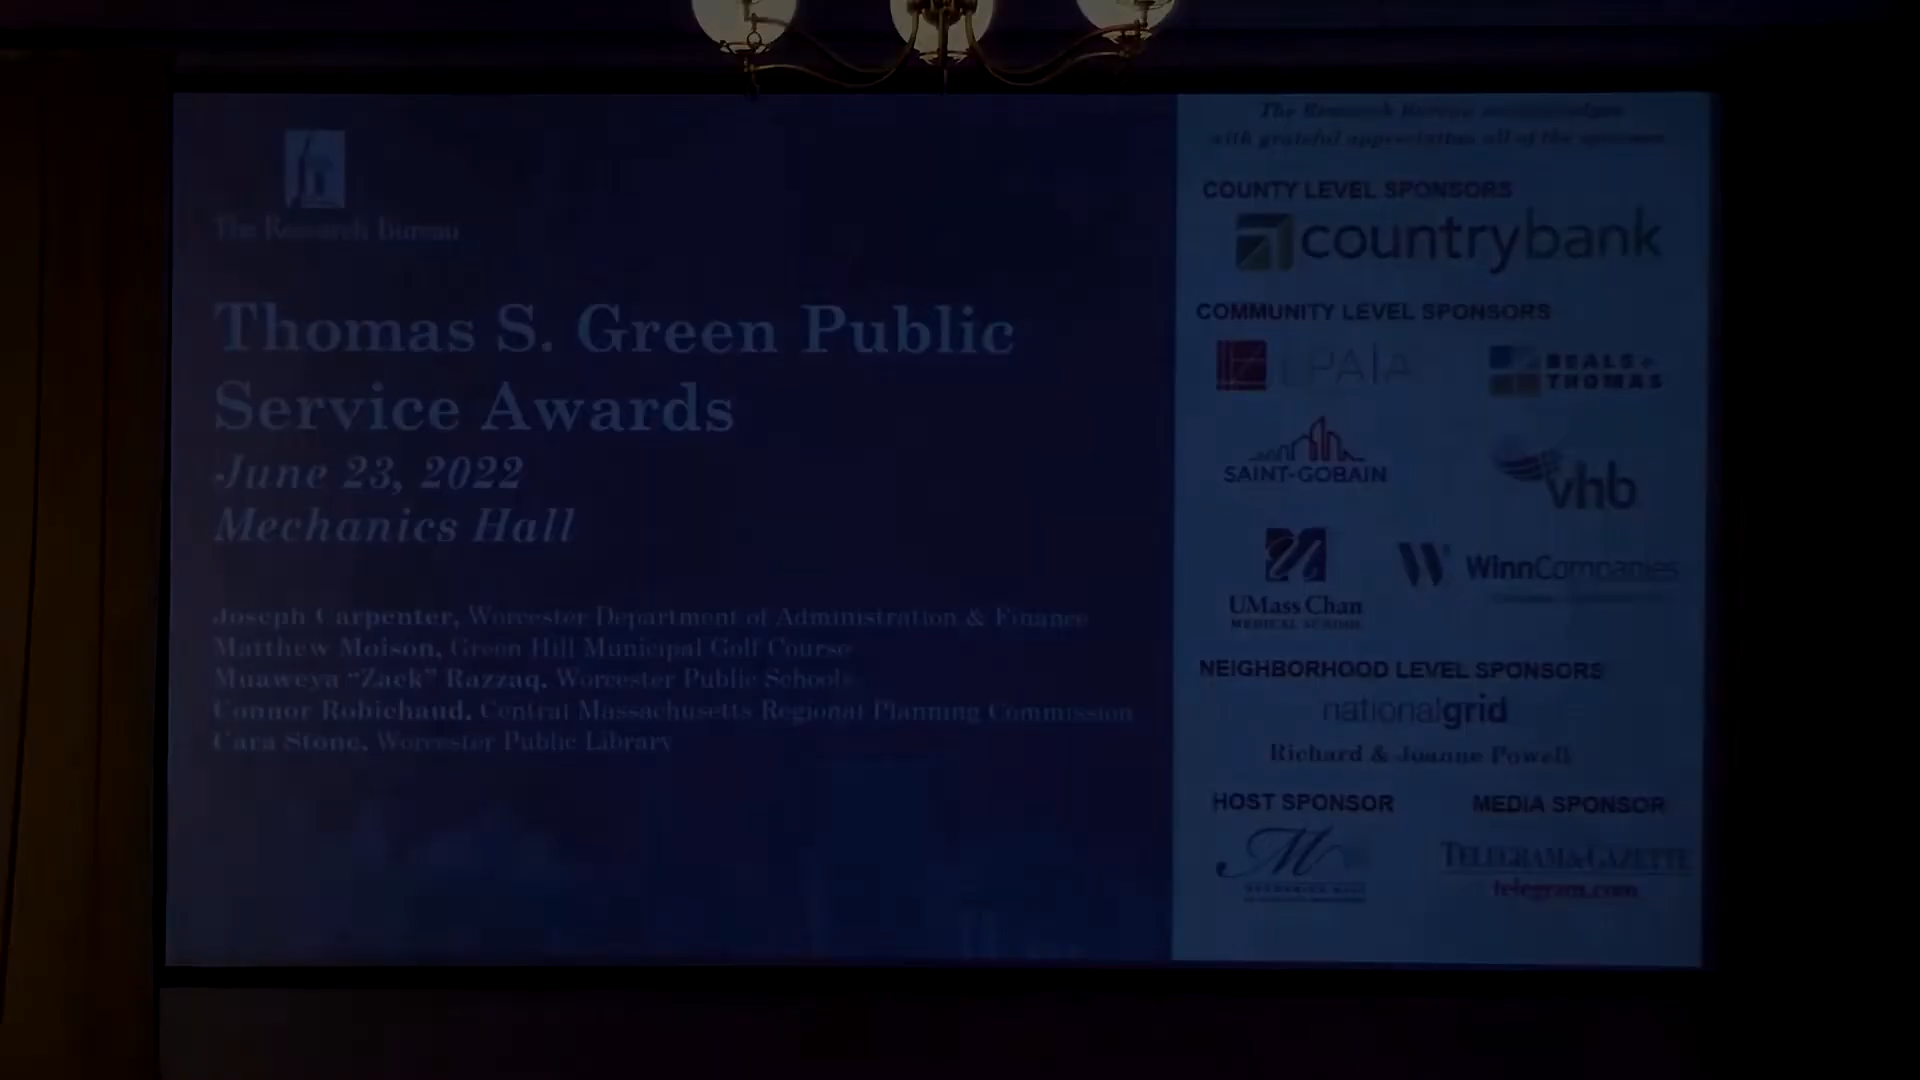 The Research Bureau
Thomas S. Green Public
Service Awards
June 23, 2022
Mechanics Hall
Joseph Carpenter, Worcester Department of Administration & Finance
Matthew Moison, Green Hill Municipal Golf Course
Muaweya “Zack” Razzaq, Worcester Public Schools
Connor Robichaud, Central Massachusetts Regional Planning Commission
Cara Stone, Worcester Public Library
The Research Bureau
with grateful appreciation all of the sponsors
COUNTY LEVEL SPONSORS
countrybank
COMMUNITY LEVEL SPONSORS
LPA|A
BEALS+
THOMAS
SAINT-GOBAIN
vhb
UMass Chan
MEDICAL SCHOOL
WinnCompanies
NEIGHBORHOOD LEVEL SPONSORS
nationalgrid
Richard & Joanne Powell
HOST SPONSOR
MEDIA SPONSOR
M
MECHANICS HALL
TELEGRAM & GAZETTE
telegram.com